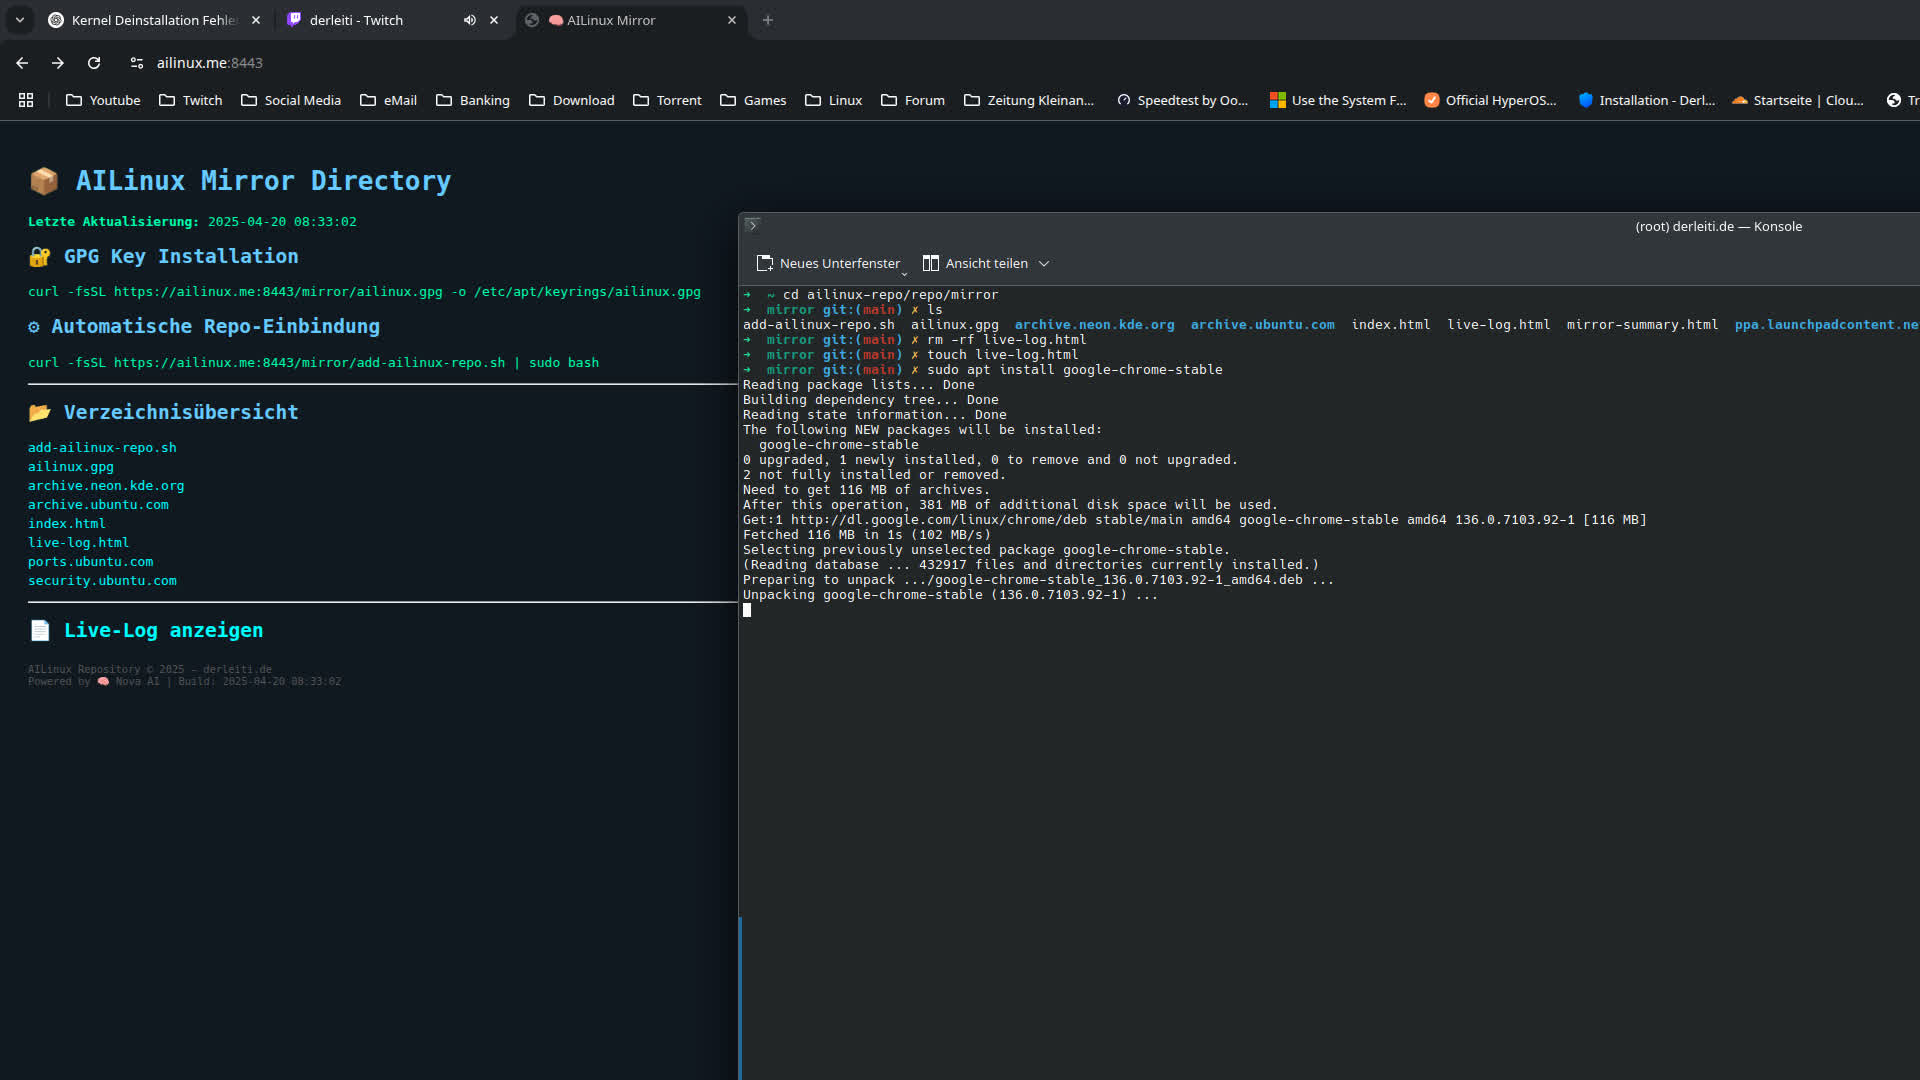 Kernel Deinstallation Fehle
derleiti - Twitch
🧠 AILinux Mirror
ailinux.me:8443
Youtube
Twitch
Social Media
eMail
Banking
Download
Torrent
Games
Linux
Forum
Zeitung Kleinan...
Speedtest by Oo...
Use the System F...
Official HyperOS...
Installation - Derl...
Startseite | Clou...
Tr
📦 AILinux Mirror Directory
Letzte Aktualisierung: 2025-04-20 08:33:02
🔐 GPG Key Installation
curl -fsSL https://ailinux.me:8443/mirror/ailinux.gpg -o /etc/apt/keyrings/ailinux.gpg
⚙ Automatische Repo-Einbindung
curl -fsSL https://ailinux.me:8443/mirror/add-ailinux-repo.sh | sudo bash
📂 Verzeichnisübersicht
add-ailinux-repo.sh
ailinux.gpg
archive.neon.kde.org
archive.ubuntu.com
index.html
live-log.html
ports.ubuntu.com
security.ubuntu.com
📄 Live-Log anzeigen
AILinux Repository © 2025 – derleiti.de
Powered by 🧠 Nova AI | Build: 2025-04-20 08:33:02
(root) derleiti.de — Konsole
Neues Unterfenster
Ansicht teilen
➜  ~ cd ailinux-repo/repo/mirror
➜  mirror git:(main) ✗ ls
add-ailinux-repo.sh  ailinux.gpg  archive.neon.kde.org  archive.ubuntu.com  index.html  live-log.html  mirror-summary.html  ppa.launchpadcontent.ne
➜  mirror git:(main) ✗ rm -rf live-log.html
➜  mirror git:(main) ✗ touch live-log.html
➜  mirror git:(main) ✗ sudo apt install google-chrome-stable
Reading package lists... Done
Building dependency tree... Done
Reading state information... Done
The following NEW packages will be installed:
  google-chrome-stable
0 upgraded, 1 newly installed, 0 to remove and 0 not upgraded.
2 not fully installed or removed.
Need to get 116 MB of archives.
After this operation, 381 MB of additional disk space will be used.
Get:1 http://dl.google.com/linux/chrome/deb stable/main amd64 google-chrome-stable amd64 136.0.7103.92-1 [116 MB]
Fetched 116 MB in 1s (102 MB/s)
Selecting previously unselected package google-chrome-stable.
(Reading database ... 432917 files and directories currently installed.)
Preparing to unpack .../google-chrome-stable_136.0.7103.92-1_amd64.deb ...
Unpacking google-chrome-stable (136.0.7103.92-1) ...